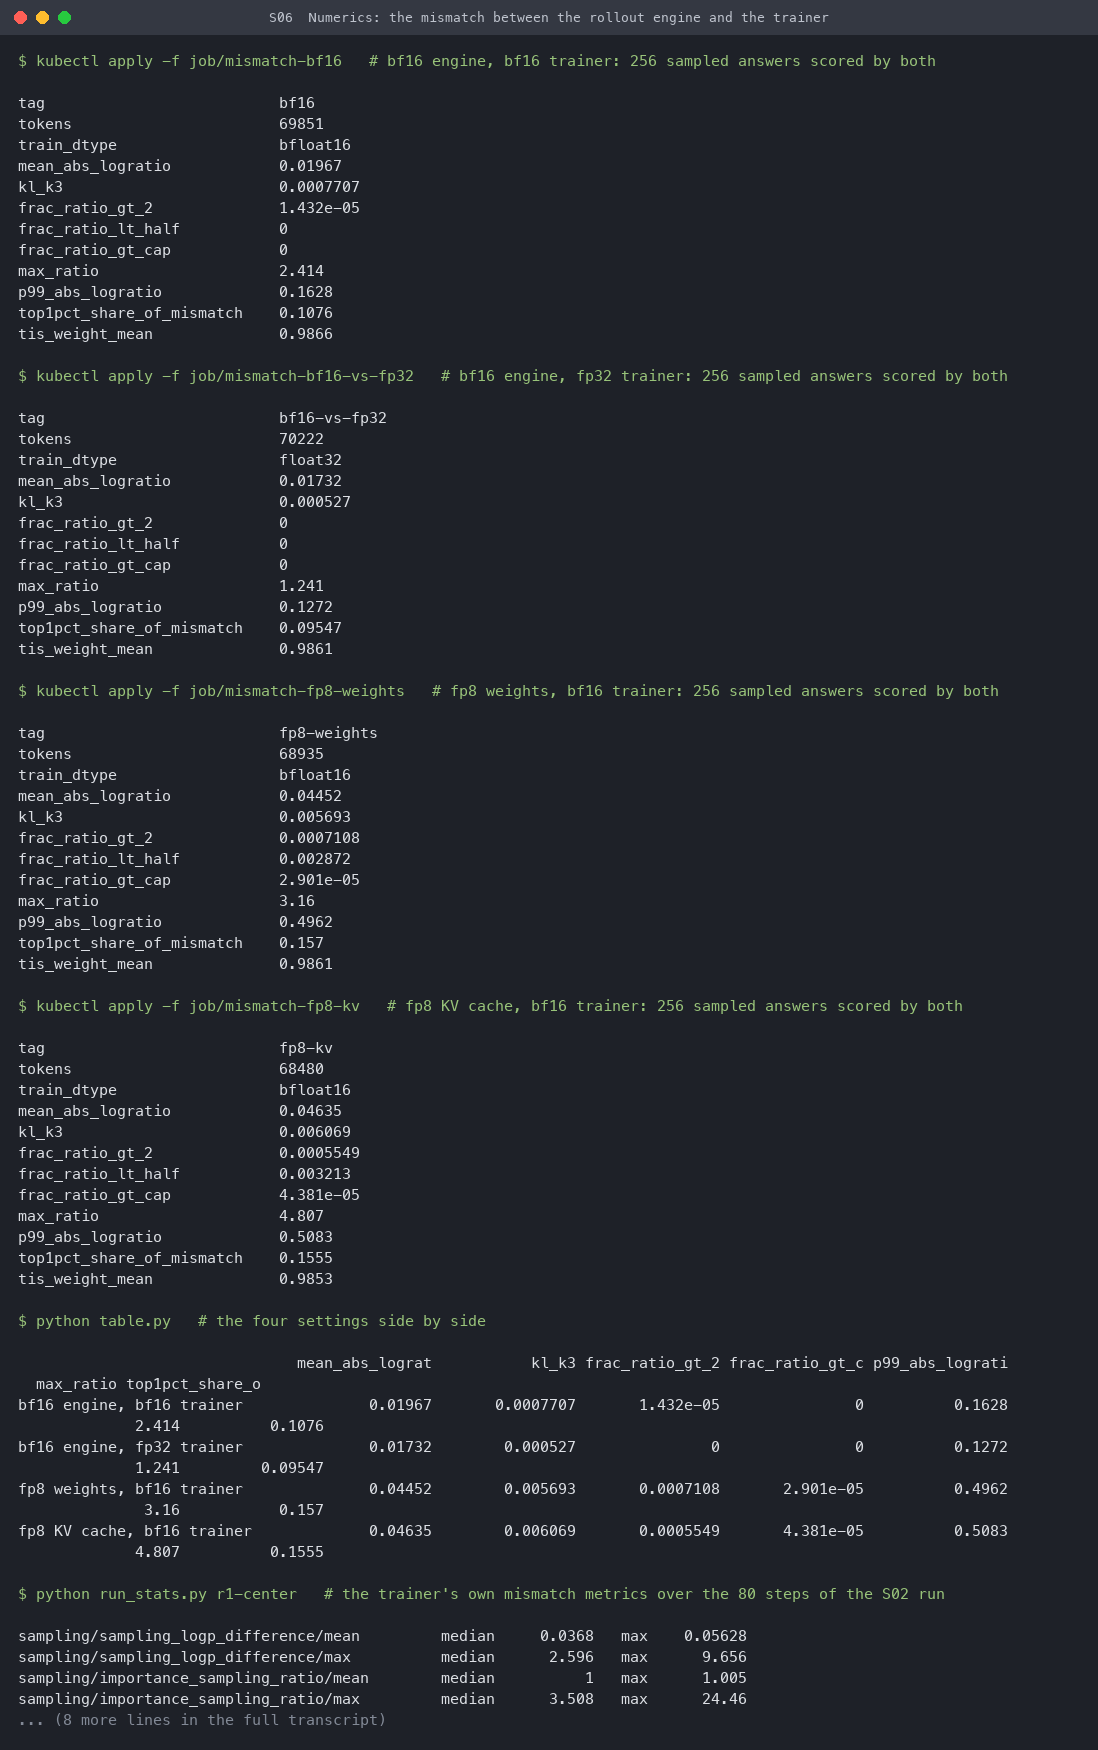 S06  Numerics: the mismatch between the rollout engine and the trainer
$ kubectl apply -f job/mismatch-bf16   # bf16 engine, bf16 trainer: 256 sampled answers scored by both
tag                          bf16
tokens                       69851
train_dtype                  bfloat16
mean_abs_logratio            0.01967
kl_k3                        0.0007707
frac_ratio_gt_2              1.432e-05
frac_ratio_lt_half           0
frac_ratio_gt_cap            0
max_ratio                    2.414
p99_abs_logratio             0.1628
top1pct_share_of_mismatch    0.1076
tis_weight_mean              0.9866
$ kubectl apply -f job/mismatch-bf16-vs-fp32   # bf16 engine, fp32 trainer: 256 sampled answers scored by both
tag                          bf16-vs-fp32
tokens                       70222
train_dtype                  float32
mean_abs_logratio            0.01732
kl_k3                        0.000527
frac_ratio_gt_2              0
frac_ratio_lt_half           0
frac_ratio_gt_cap            0
max_ratio                    1.241
p99_abs_logratio             0.1272
top1pct_share_of_mismatch    0.09547
tis_weight_mean              0.9861
$ kubectl apply -f job/mismatch-fp8-weights   # fp8 weights, bf16 trainer: 256 sampled answers scored by both
tag                          fp8-weights
tokens                       68935
train_dtype                  bfloat16
mean_abs_logratio            0.04452
kl_k3                        0.005693
frac_ratio_gt_2              0.0007108
frac_ratio_lt_half           0.002872
frac_ratio_gt_cap            2.901e-05
max_ratio                    3.16
p99_abs_logratio             0.4962
top1pct_share_of_mismatch    0.157
tis_weight_mean              0.9861
$ kubectl apply -f job/mismatch-fp8-kv   # fp8 KV cache, bf16 trainer: 256 sampled answers scored by both
tag                          fp8-kv
tokens                       68480
train_dtype                  bfloat16
mean_abs_logratio            0.04635
kl_k3                        0.006069
frac_ratio_gt_2              0.0005549
frac_ratio_lt_half           0.003213
frac_ratio_gt_cap            4.381e-05
max_ratio                    4.807
p99_abs_logratio             0.5083
top1pct_share_of_mismatch    0.1555
tis_weight_mean              0.9853
$ python table.py   # the four settings side by side
mean_abs_lograt           kl_k3 frac_ratio_gt_2 frac_ratio_gt_c p99_abs_lograti
max_ratio top1pct_share_o
bf16 engine, bf16 trainer              0.01967       0.0007707       1.432e-05               0          0.1628
2.414          0.1076
bf16 engine, fp32 trainer              0.01732        0.000527               0               0          0.1272
1.241         0.09547
fp8 weights, bf16 trainer              0.04452        0.005693       0.0007108       2.901e-05          0.4962
3.16           0.157
fp8 KV cache, bf16 trainer             0.04635        0.006069       0.0005549       4.381e-05          0.5083
4.807          0.1555
$ python run_stats.py r1-center   # the trainer's own mismatch metrics over the 80 steps of the S02 run
sampling/sampling_logp_difference/mean         median     0.0368   max    0.05628
sampling/sampling_logp_difference/max          median      2.596   max      9.656
sampling/importance_sampling_ratio/mean        median          1   max      1.005
sampling/importance_sampling_ratio/max         median      3.508   max      24.46
... (8 more lines in the full transcript)